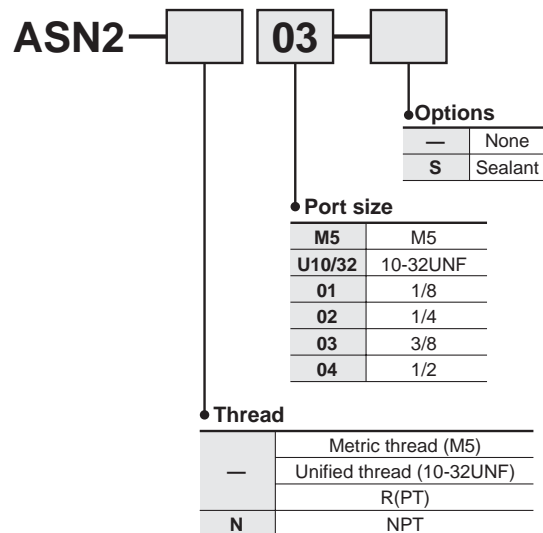 ASN2— 03 —
Options
— None
S Sealant
Port size
M5 M5
U10/32 10-32UNF
01 1/8
02 1/4
03 3/8
04 1/2
Thread
— Metric thread (M5)
Unified thread (10-32UNF)
R(PT)
N NPT